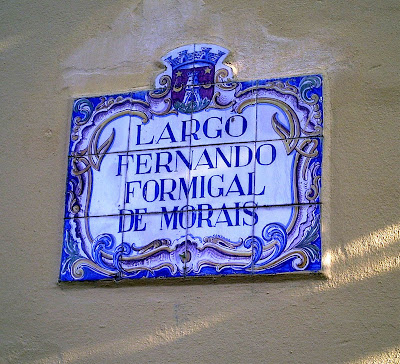 LARGO
FERNANDO
FORMIGAL
DE MORAIS